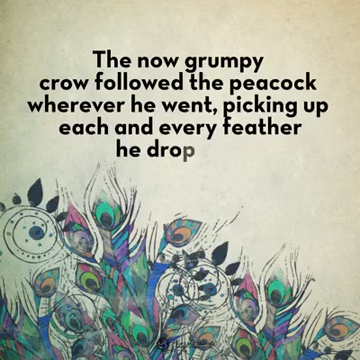 The now grumpy
crow followed the peacock
wherever he went, picking up
each and every feather
he drop